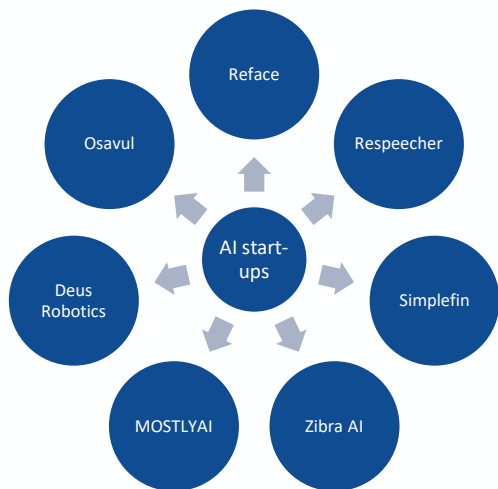 Reface
Respeecher
Simplefin
Zibra AI
MOSTLYAI
Deus
Robotics
Osavul
AI start-
ups